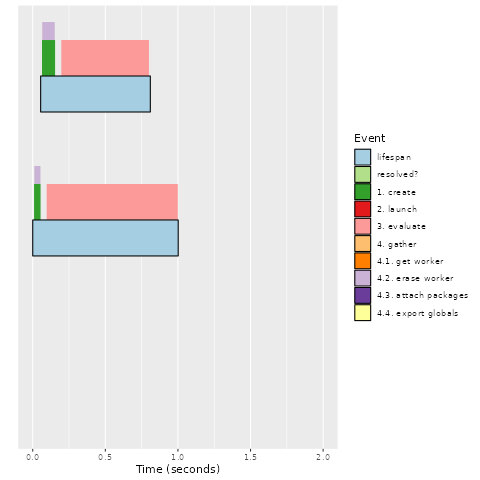 Event
lifespan
resolved?
1. create
2. launch
3. evaluate
4. gather
4.1. get worker
4.2. erase worker
4.3. attach packages
4.4. export globals
0.0 0.5 1.0 1.5 2.0
Time (seconds)